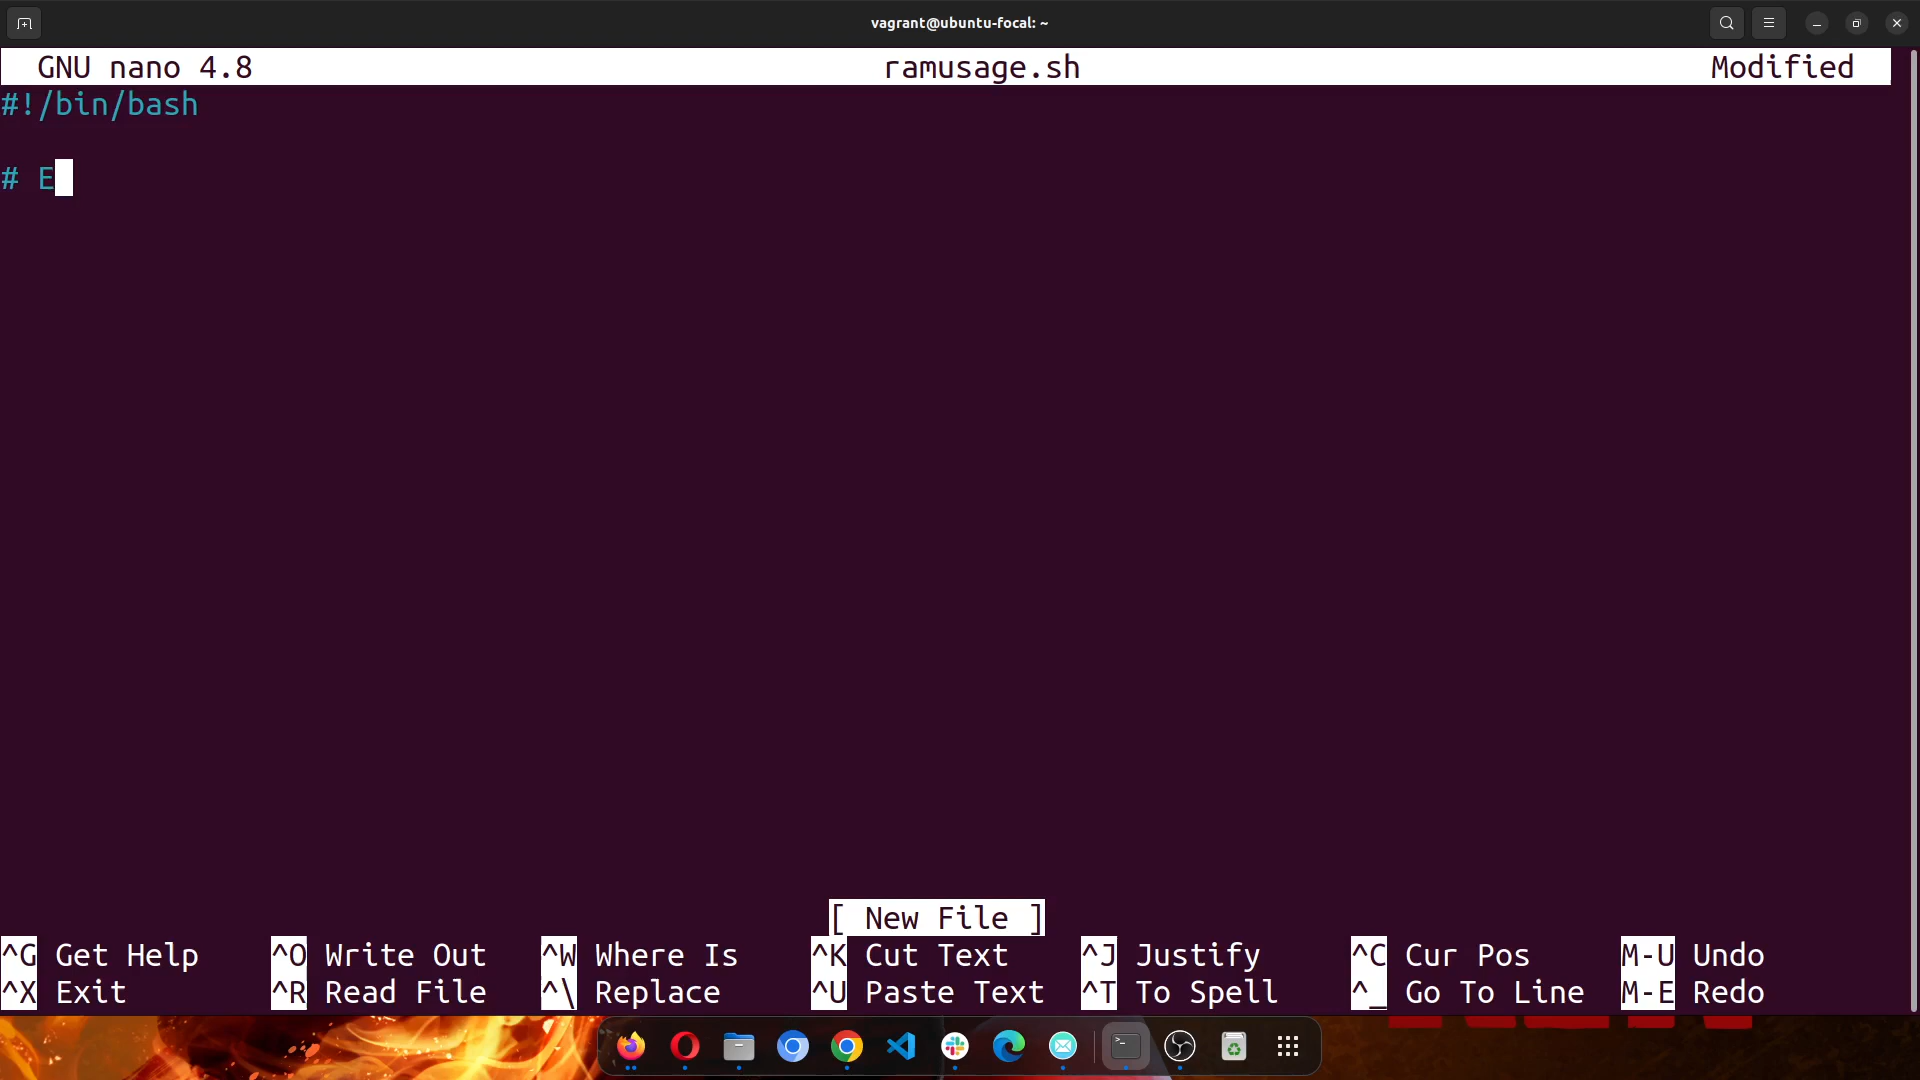 vagrant@ubuntu-focal: ~
GNU nano 4.8 ramusage.sh Modified
#!/bin/bash
# E
[ New File ]
^G Get Help ^O Write Out ^W Where Is ^K Cut Text ^J Justify ^C Cur Pos M-U Undo
^X Exit ^R Read File ^\ Replace ^U Paste Text ^T To Spell ^_ Go To Line M-E Redo